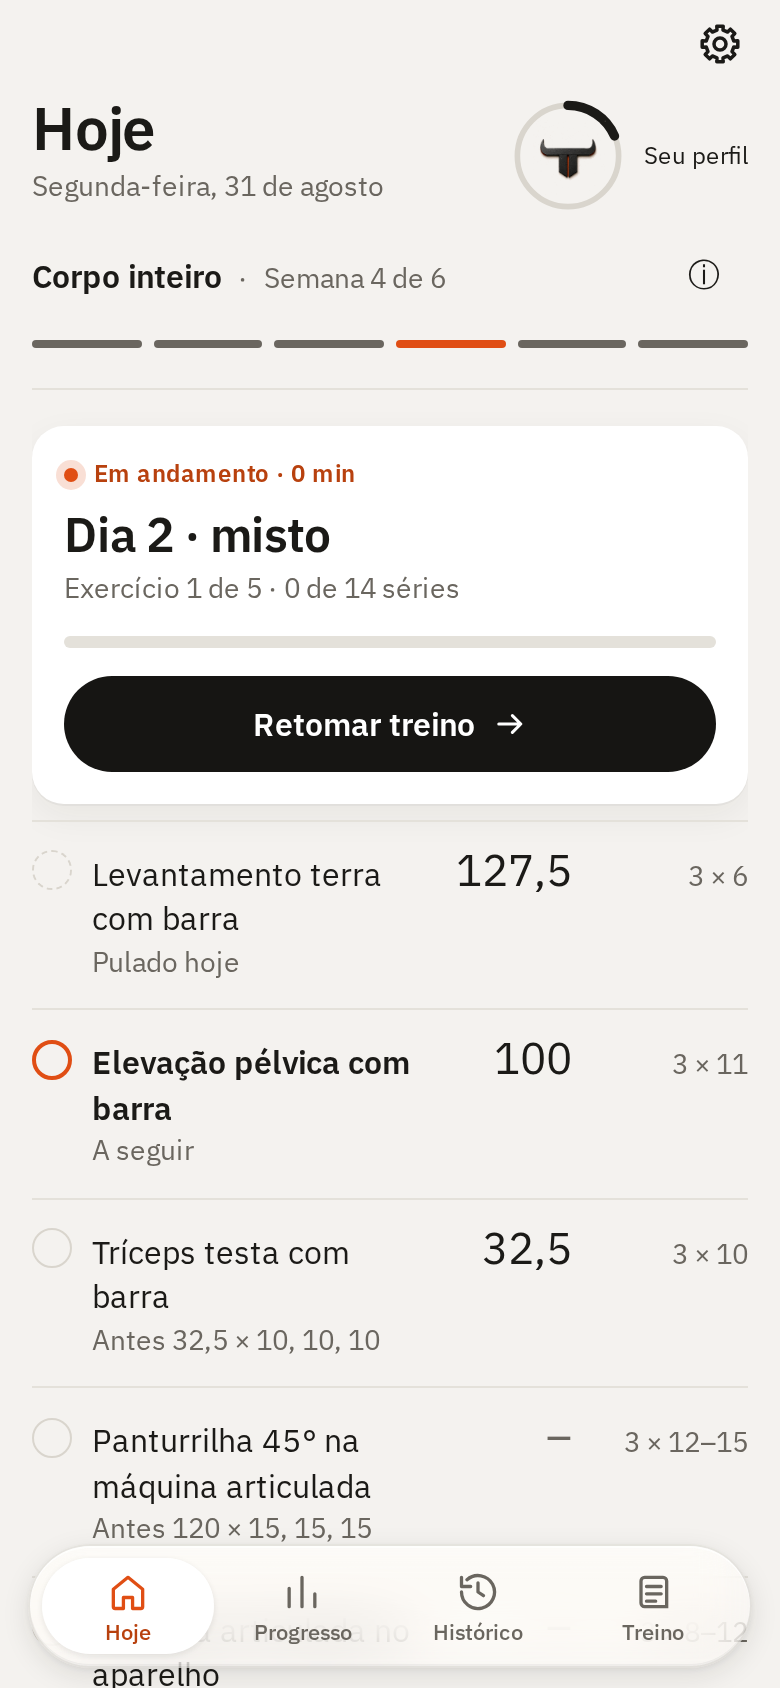 Hoje
Segunda-feira, 31 de agosto
Seu perfil
Corpo inteiro · Semana 4 de 6
Em andamento · 0 min
Dia 2 · misto
Exercício 1 de 5 · 0 de 14 séries
Retomar treino →
Levantamento terra 127,5 3 × 6
com barra
Pulado hoje
Elevação pélvica com 100 3 × 11
barra
A seguir
Tríceps testa com 32,5 3 × 10
barra
Antes 32,5 × 10, 10, 10
Panturrilha 45° na — 3 × 12–15
máquina articulada
Antes 120 × 15, 15, 15
articulada no — 8–12
aparelho
Hoje Progresso Histórico Treino